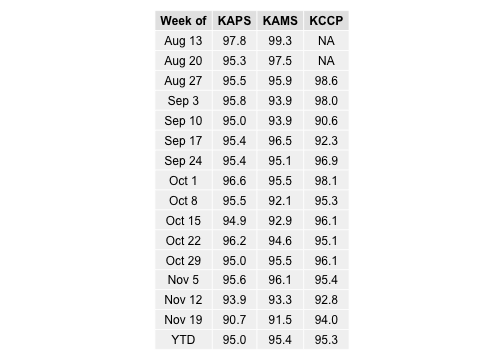 Week of KAPS KAMS KCCP
Aug 13 97.8 99.3 NA
Aug 20 95.3 97.5 NA
Aug 27 95.5 95.9 98.6
Sep 3 95.8 93.9 98.0
Sep 10 95.0 93.9 90.6
Sep 17 95.4 96.5 92.3
Sep 24 95.4 95.1 96.9
Oct 1 96.6 95.5 98.1
Oct 8 95.5 92.1 95.3
Oct 15 94.9 92.9 96.1
Oct 22 96.2 94.6 95.1
Oct 29 95.0 95.5 96.1
Nov 5 95.6 96.1 95.4
Nov 12 93.9 93.3 92.8
Nov 19 90.7 91.5 94.0
YTD 95.0 95.4 95.3